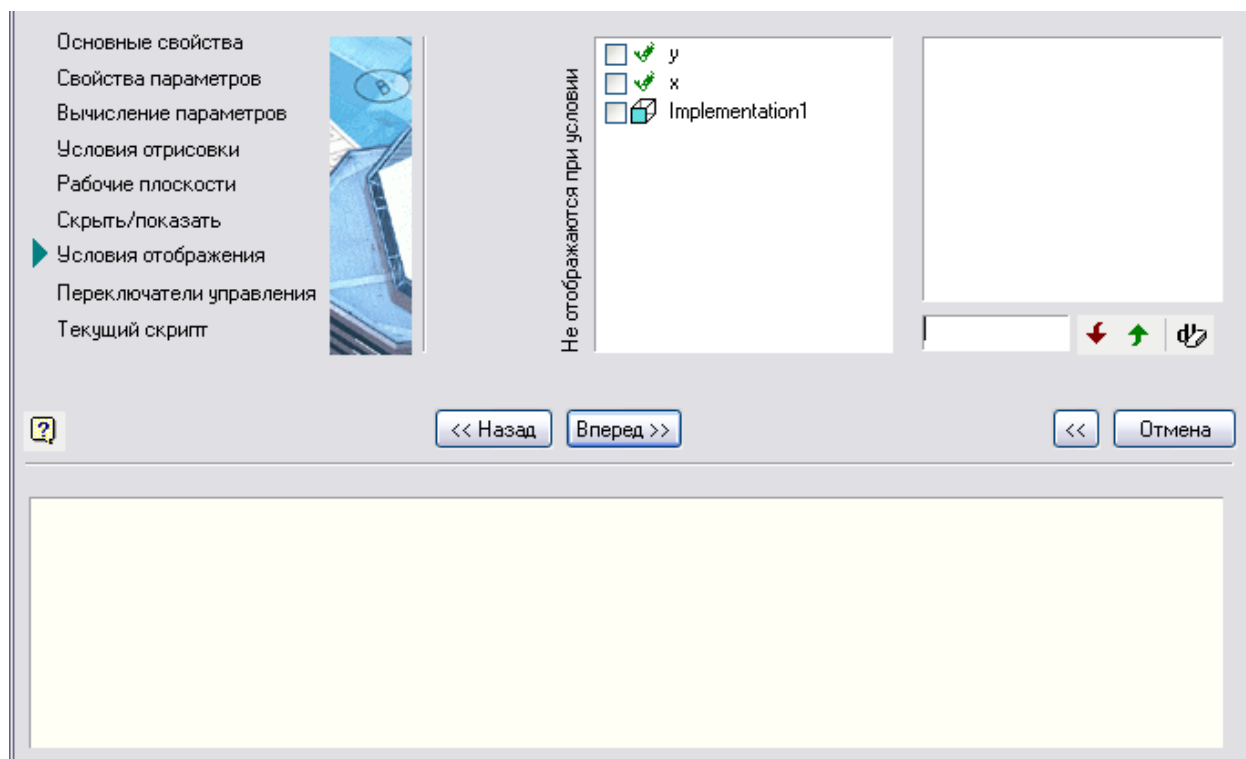 Основные свойства
Свойства параметров
Вычисление параметров
Условия отрисовки
Рабочие плоскости
Скрыть/показать
Условия отображения
Переключатели управления
Текущий скрипт
Не отображаются при условии
y
x
Implementation1
<< Назад
Вперед >>
<<
Отмена